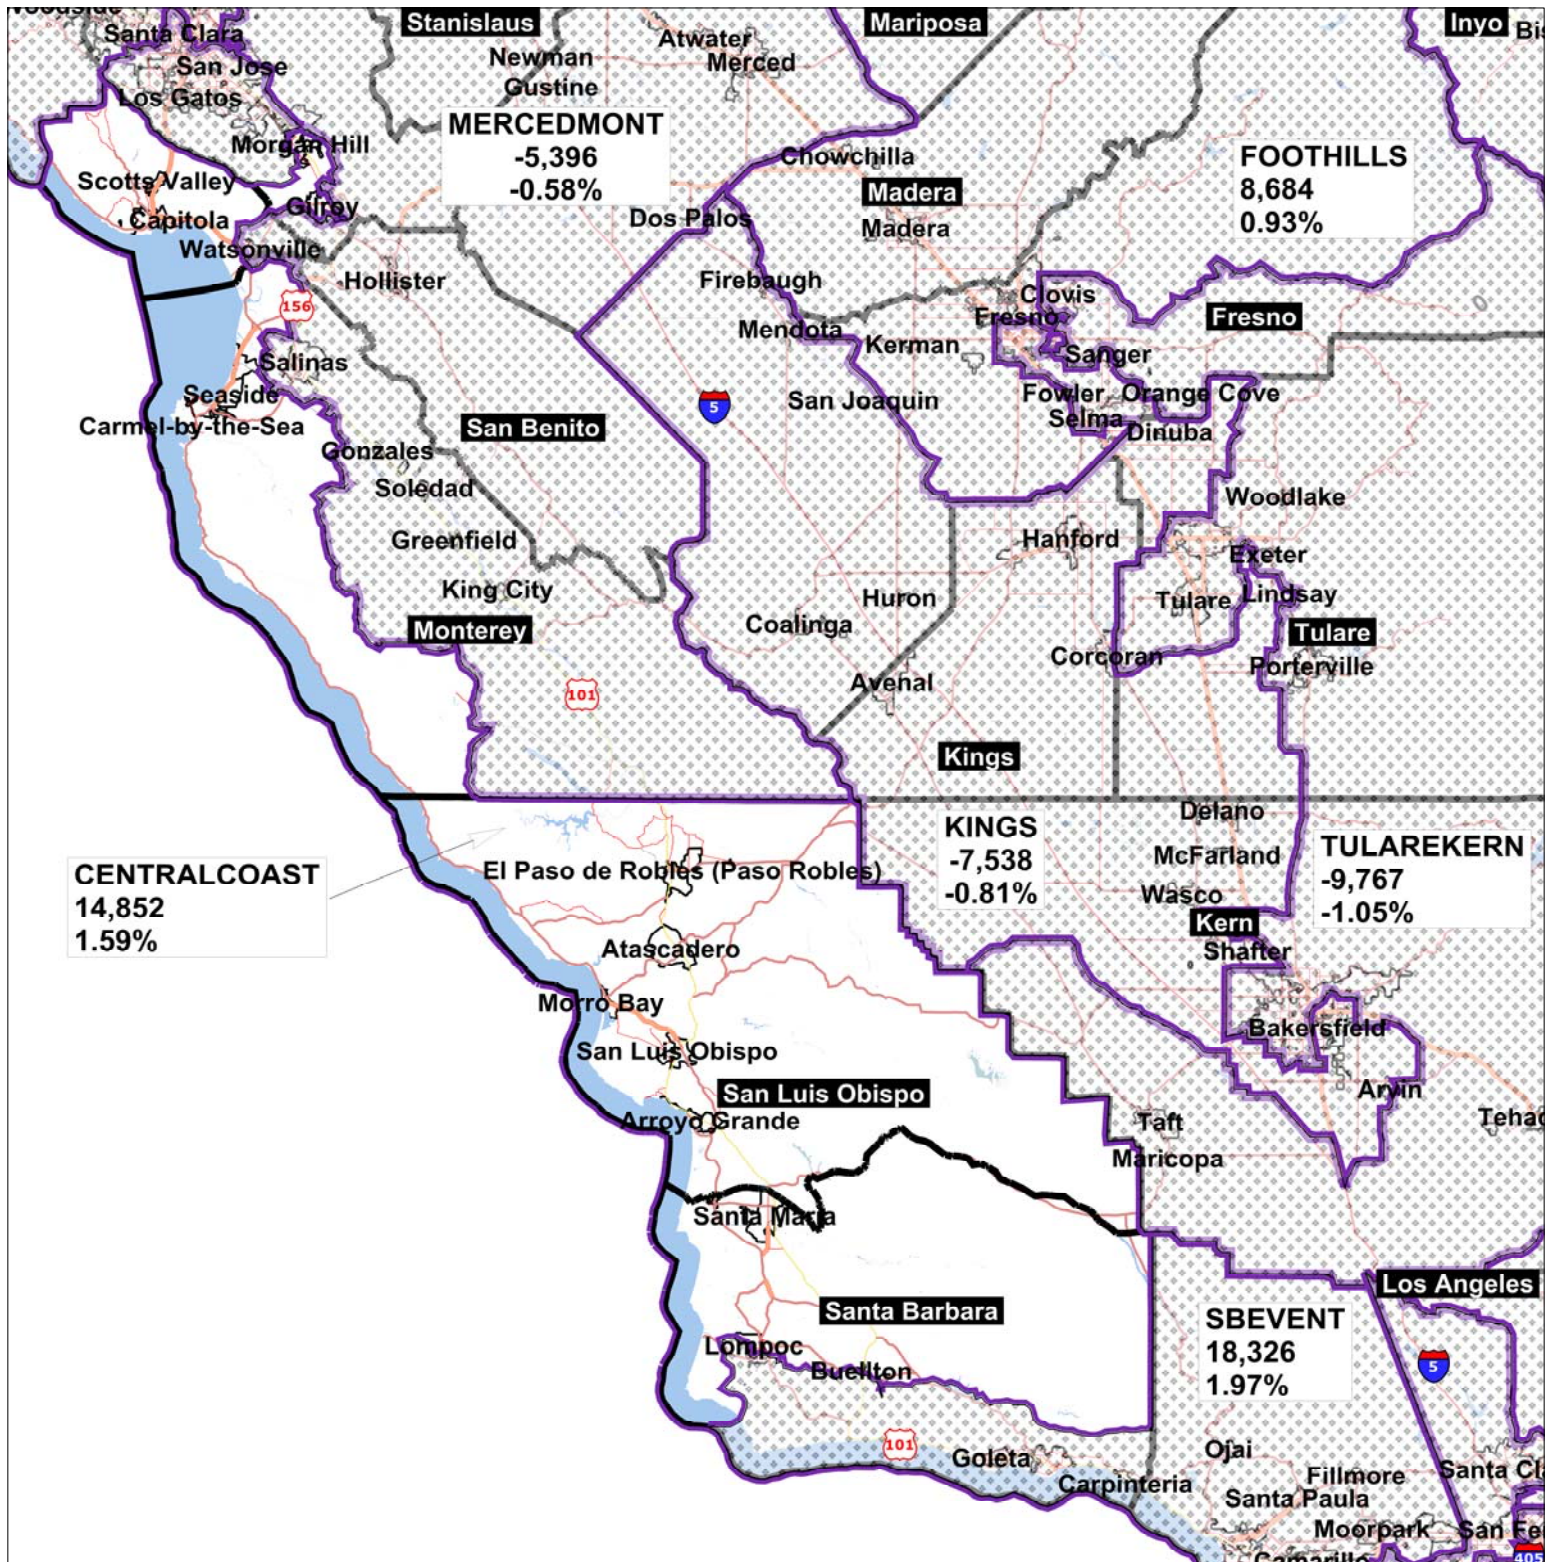 Stanislaus
Mariposa
Inyo
Santa Clara
Newman
Atwater
San Jose
Merced
Gustine
Los Gatos
MERCEDMONT
-5,396
-0.58%
Morgan Hill
Chowchilla
FOOTHILLS
8,684
0.93%
Scotts Valley
Madera
Gilroy
Capitola
Dos Palos
Madera
Watsonville
Hollister
Firebaugh
Clovis
156
Fresno
Fresno
Mendota
Kerman
Sanger
Salinas
Seaside
5
San Joaquin
Fowler
Orange Cove
Carmel-by-the-Sea
San Benito
Selma
Dinuba
Gonzales
Soledad
Woodlake
Greenfield
Hanford
Exeter
King City
Huron
Tulare
Lindsay
Monterey
Coalinga
Tulare
Corcoran
Porterville
Avenal
101
Kings
Delano
KINGS
-7,538
-0.81%
McFarland
TULAREKERN
-9,767
-1.05%
CENTRALCOAST
14,852
1.59%
El Paso de Robles (Paso Robles)
Wasco
Kern
Atascadero
Shafter
Morro Bay
Bakersfield
San Luis Obispo
San Luis Obispo
Arvin
Arroyo Grande
Taft
Maricopa
Santa Maria
Los Angeles
Santa Barbara
SBEVENT
18,326
1.97%
Lompoc
Buellton
5
101
Goleta
Ojai
Carpinteria
Fillmore
Santa Paula
Moorpark
405